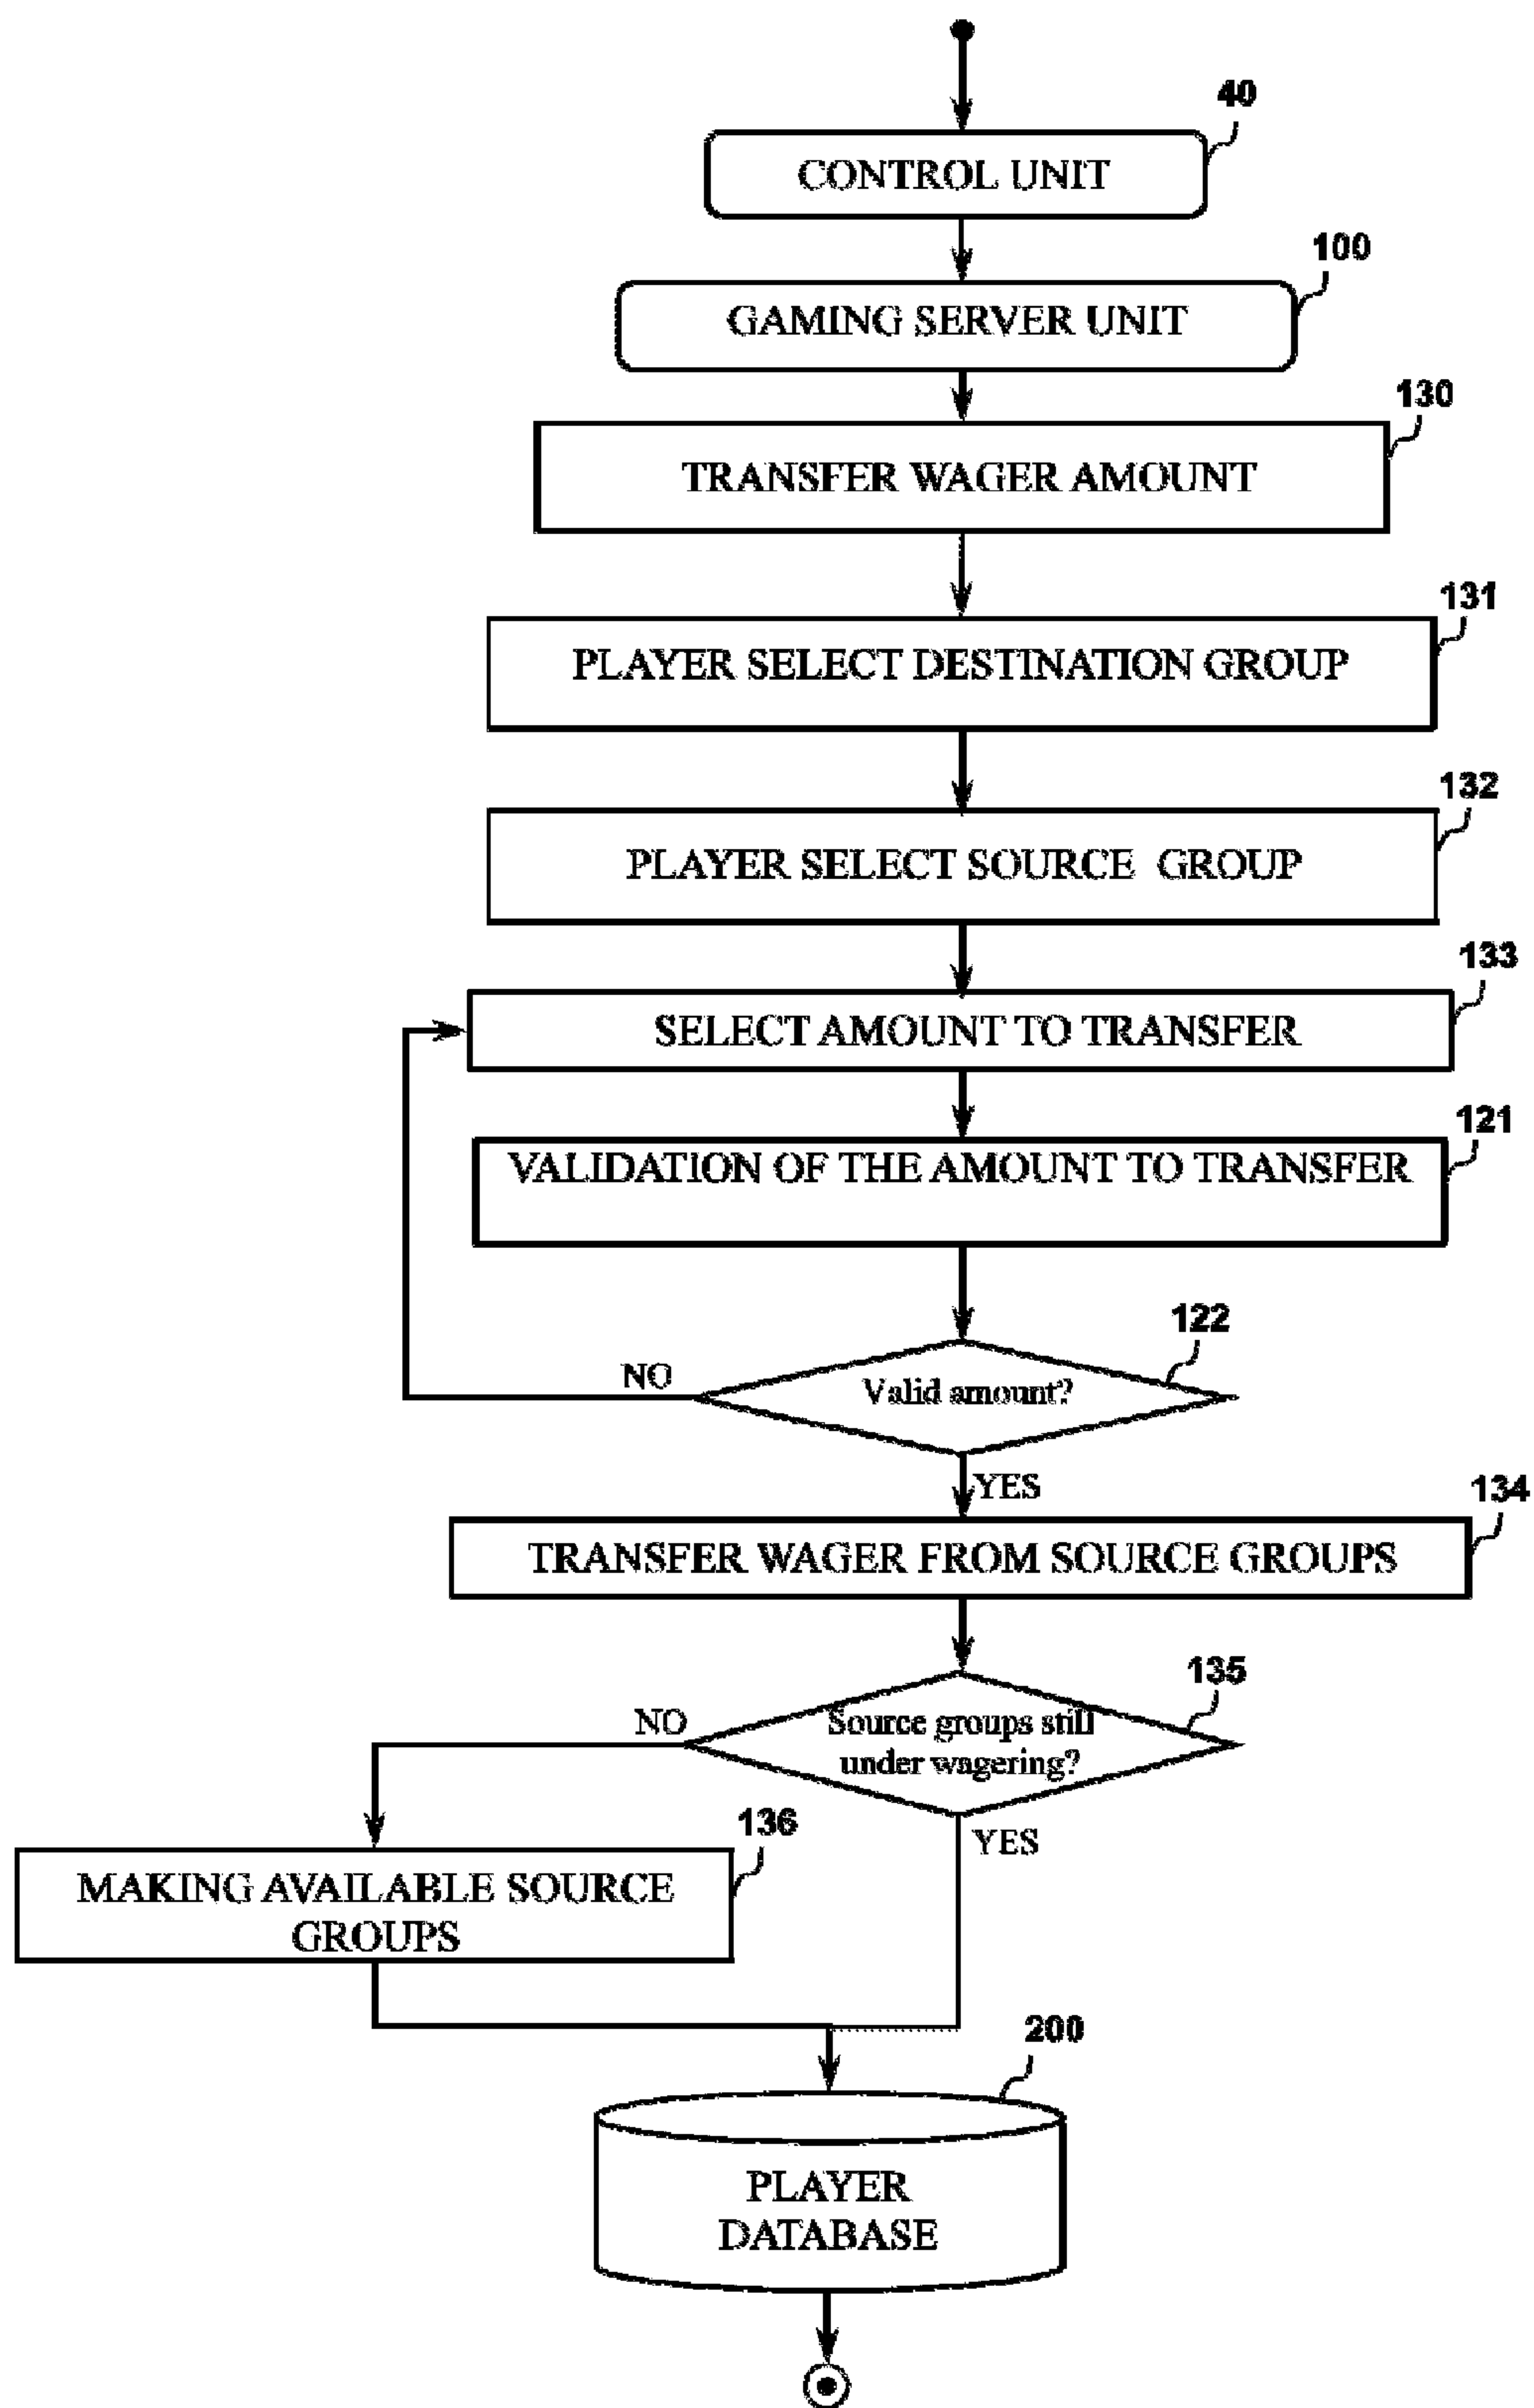 40
CONTROL UNIT
100
GAMING SERVER UNIT
130
TRANSFER WAGER AMOUNT
131
PLAYER SELECT DESTINATION GROUP
132
PLAYER SELECT SOURCE GROUP
133
SELECT AMOUNT TO TRANSFER
121
VALIDATION OF THE AMOUNT TO TRANSFER
122
NO
Valid amount?
YES
134
TRANSFER WAGER FROM SOURCE GROUPS
135
NO
Source groups still
under wagering?
YES
136
MAKING AVAILABLE SOURCE
GROUPS
200
PLAYER
DATABASE